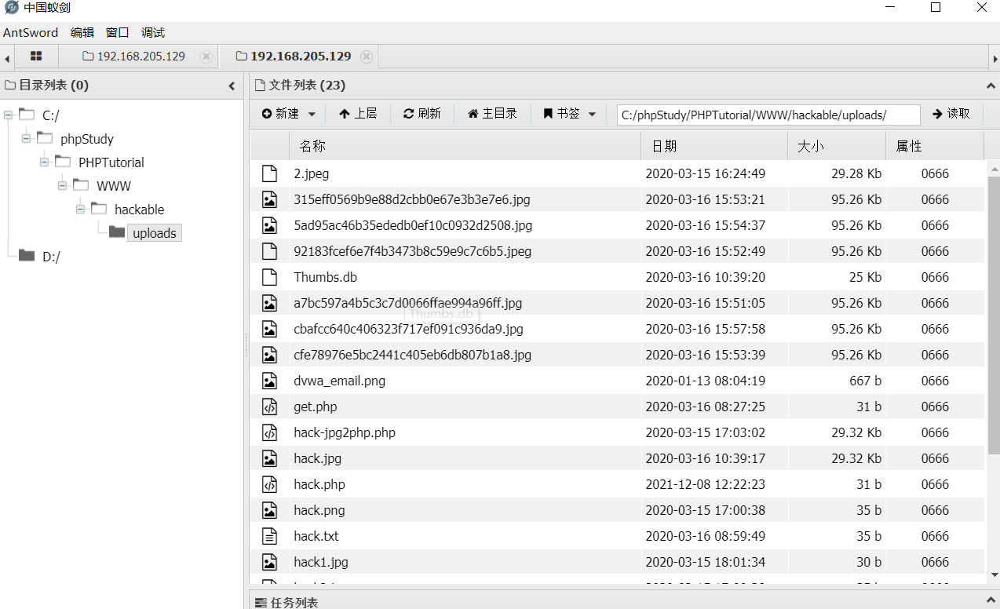 中国蚁剑
AntSword 编辑 窗口 调试
192.168.205.129 192.168.205.129
目录列表 (0)
C:/
phpStudy
PHPTutorial
WWW
hackable
uploads
D:/
文件列表 (23)
新建 上层 刷新 主目录 书签 C:/phpStudy/PHPTutorial/WWW/hackable/uploads/ 读取
名称 日期 大小 属性
2.jpeg 2020-03-15 16:24:49 29.28 Kb 0666
315eff0569b9e88d2cbb0e67e3b3e7e6.jpg 2020-03-16 15:53:21 95.26 Kb 0666
5ad95ac46b35ededb0ef10c0932d2508.jpg 2020-03-16 15:54:37 95.26 Kb 0666
92183fcef6e7f4b3473b8c59e9c7c6b5.jpeg 2020-03-16 15:52:49 95.26 Kb 0666
Thumbs.db 2020-03-16 10:39:20 25 Kb 0666
a7bc597a4b5c3c7d0066ffae994a96ff.jpg 2020-03-16 15:51:05 95.26 Kb 0666
Thumbs.db
cbafcc640c406323f717ef091c936da9.jpg 2020-03-16 15:57:58 95.26 Kb 0666
cfe78976e5bc2441c405eb6db807b1a8.jpg 2020-03-16 15:53:39 95.26 Kb 0666
dvwa_email.png 2020-01-13 08:04:19 667 b 0666
get.php 2020-03-16 08:27:25 31 b 0666
hack-jpg2php.php 2020-03-15 17:03:02 29.32 Kb 0666
hack.jpg 2020-03-16 10:39:17 29.32 Kb 0666
hack.php 2021-12-08 12:22:23 31 b 0666
hack.png 2020-03-15 17:00:38 35 b 0666
hack.txt 2020-03-16 08:59:49 35 b 0666
hack1.jpg 2020-03-15 18:01:34 30 b 0666
任务列表